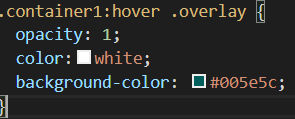 .container1:hover .overlay {
opacity: 1;
color: white;
background-color: #005e5c;
}